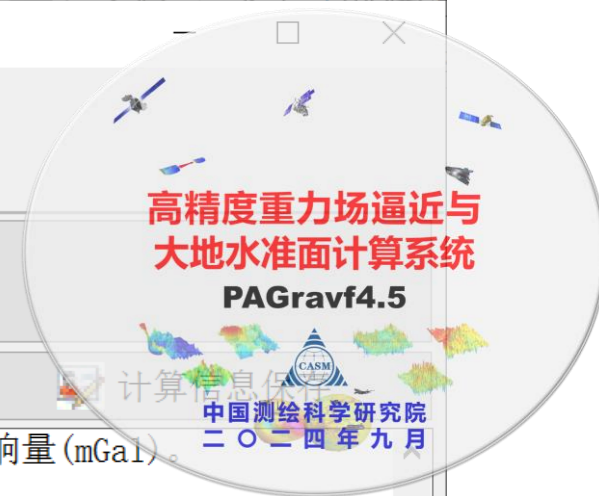 高精度重力场逼近与
大地水准面计算系统
PAGravf4.5
CASM
计算信息保存
中国测绘科学研究院
二〇二四年九月
响量(mGal)。